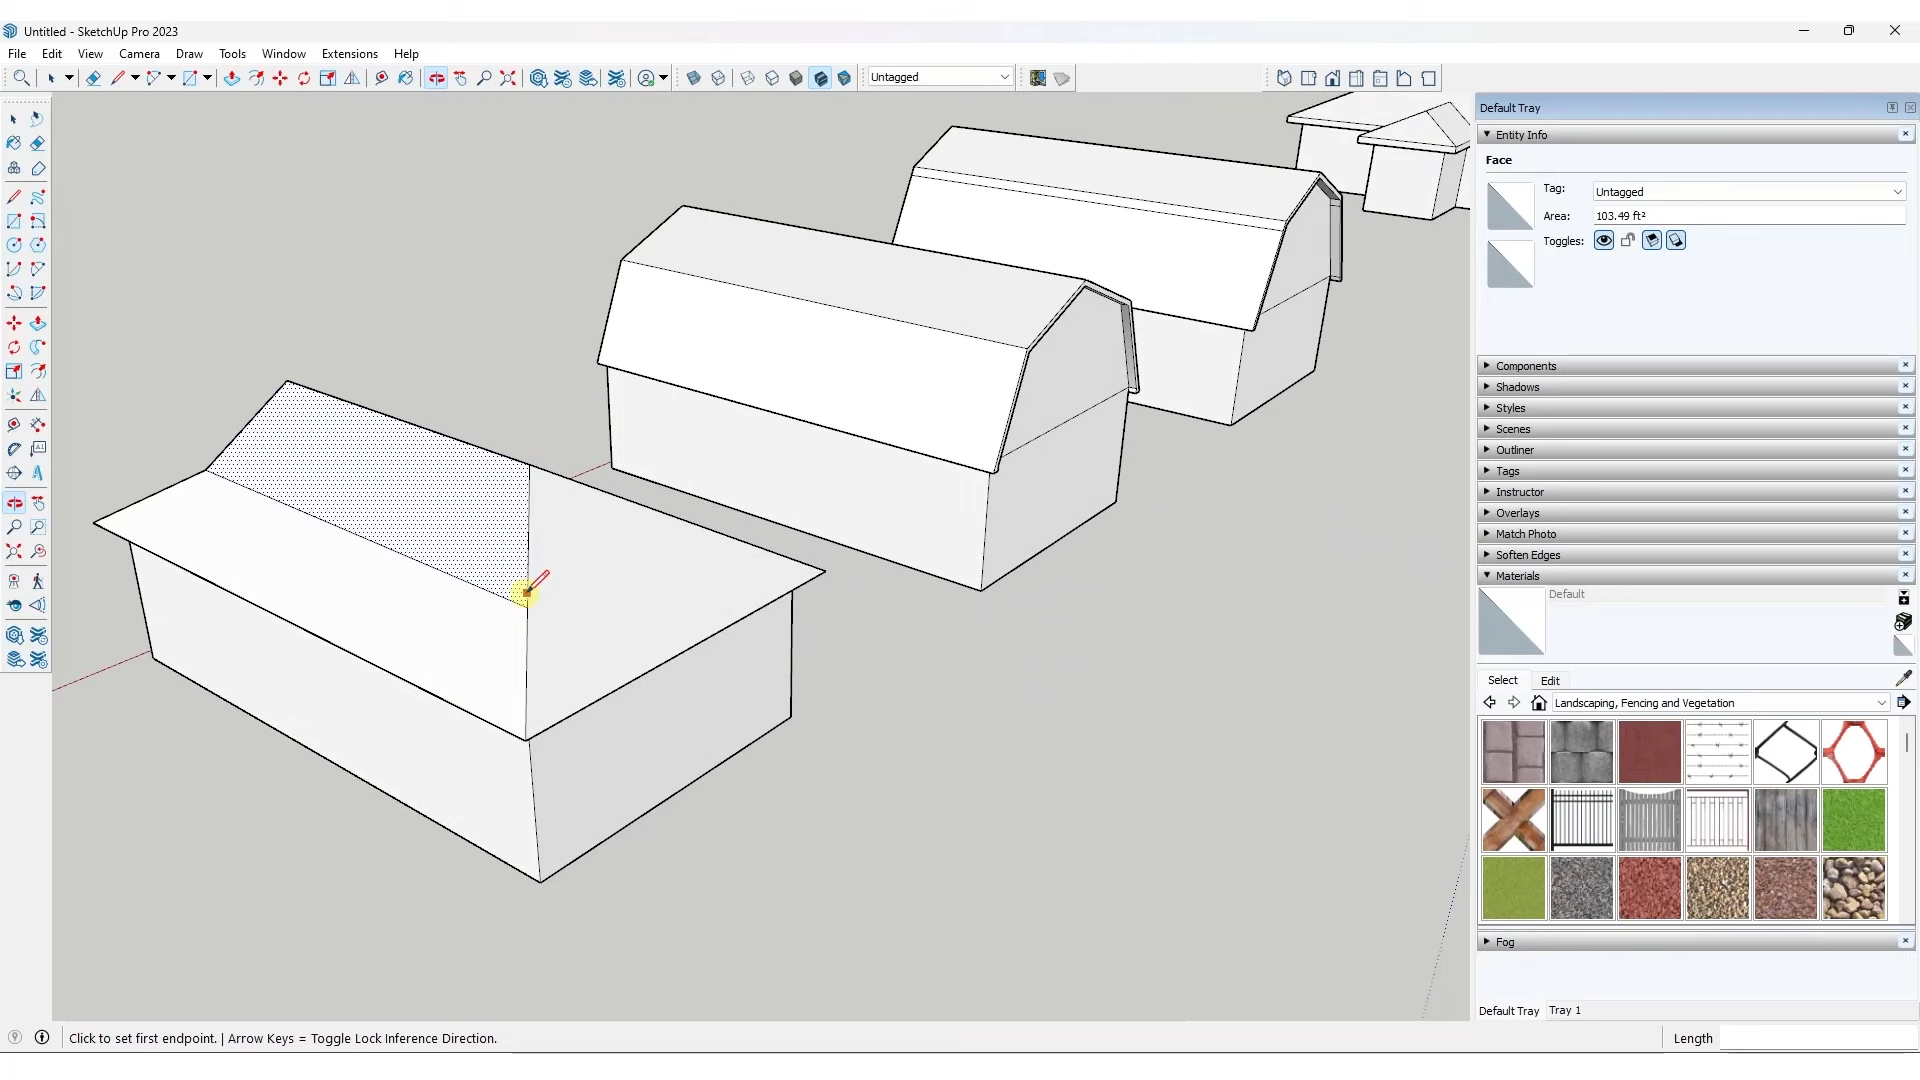 Untitled - SketchUp Pro 2023
File Edit View Camera Draw Tools Window Extensions Help
Untagged
Default Tray
Entity Info
Face
Tag: Untagged
Area: 103.49 ft²
Toggles:
Components
Shadows
Styles
Scenes
Outliner
Tags
Instructor
Overlays
Match Photo
Soften Edges
Materials
Default
Select Edit
Landscaping, Fencing and Vegetation
Fog
Default Tray Tray 1
Click to set first endpoint. | Arrow Keys = Toggle Lock Inference Direction.
Length